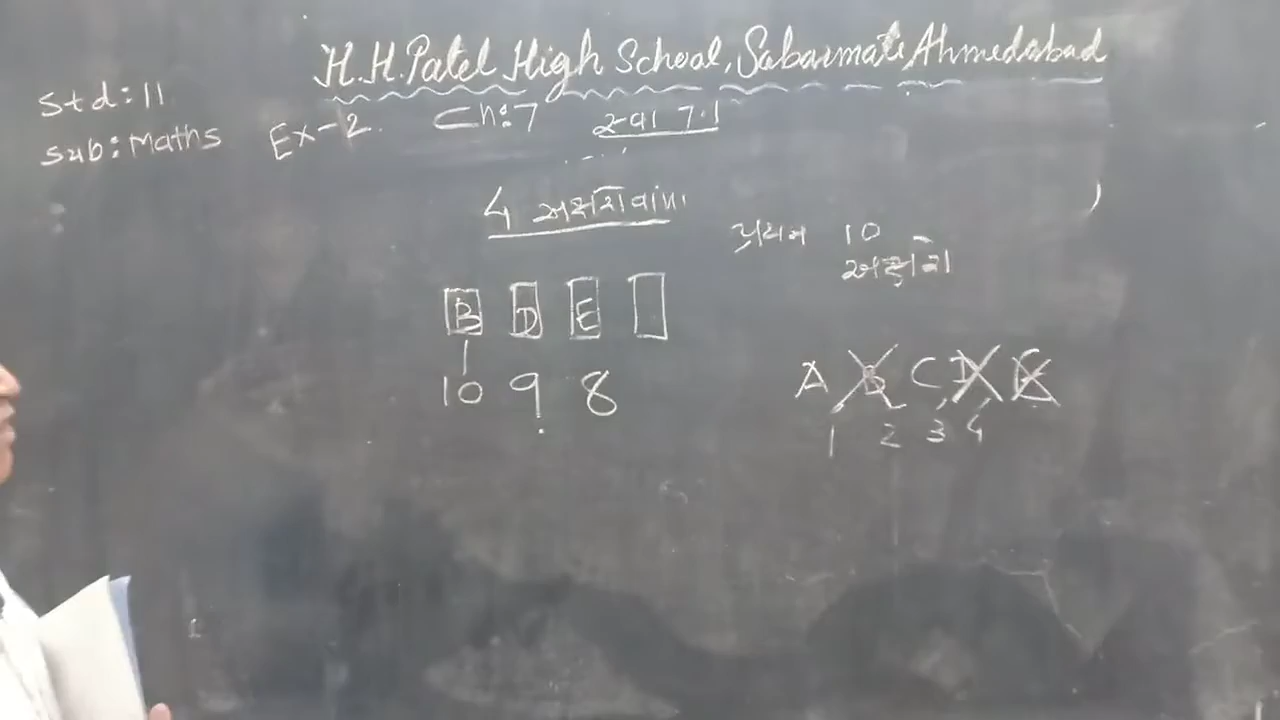 H.H.Patel High School, Sabarmati, Ahmedabad
Std: 11
Sub: Maths
Ex-2. Ch:7 સ્વા 7.1
4 અક્ષરોવાળા
પ્રથમ 10
અક્ષરો
B D E
10 9 8
A B C D E
1 2 3 4